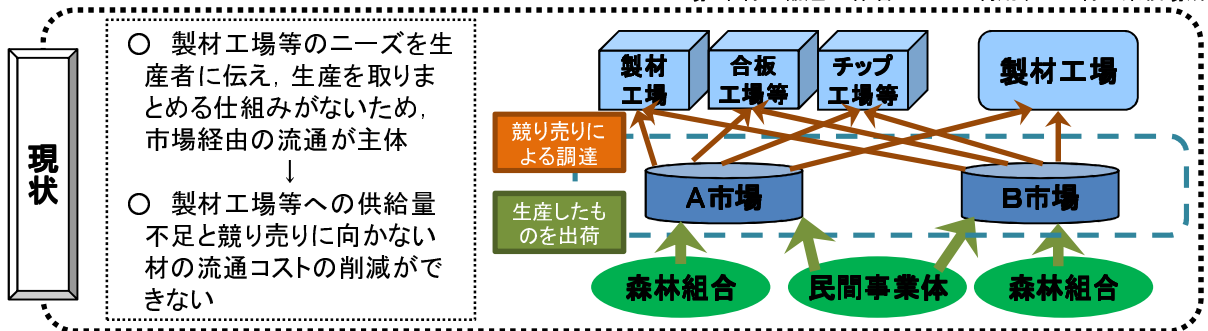 現状
○ 製材工場等のニーズを生
産者に伝え，生産を取りま
とめる仕組みがないため，
市場経由の流通が主体
↓
○ 製材工場等への供給量
不足と競り売りに向かない
材の流通コストの削減がで
きない
製材
工場
合板
工場等
チップ
工場等
製材工場
競り売りに
よる調達
A市場
B市場
生産したも
のを出荷
森林組合
民間事業体
森林組合